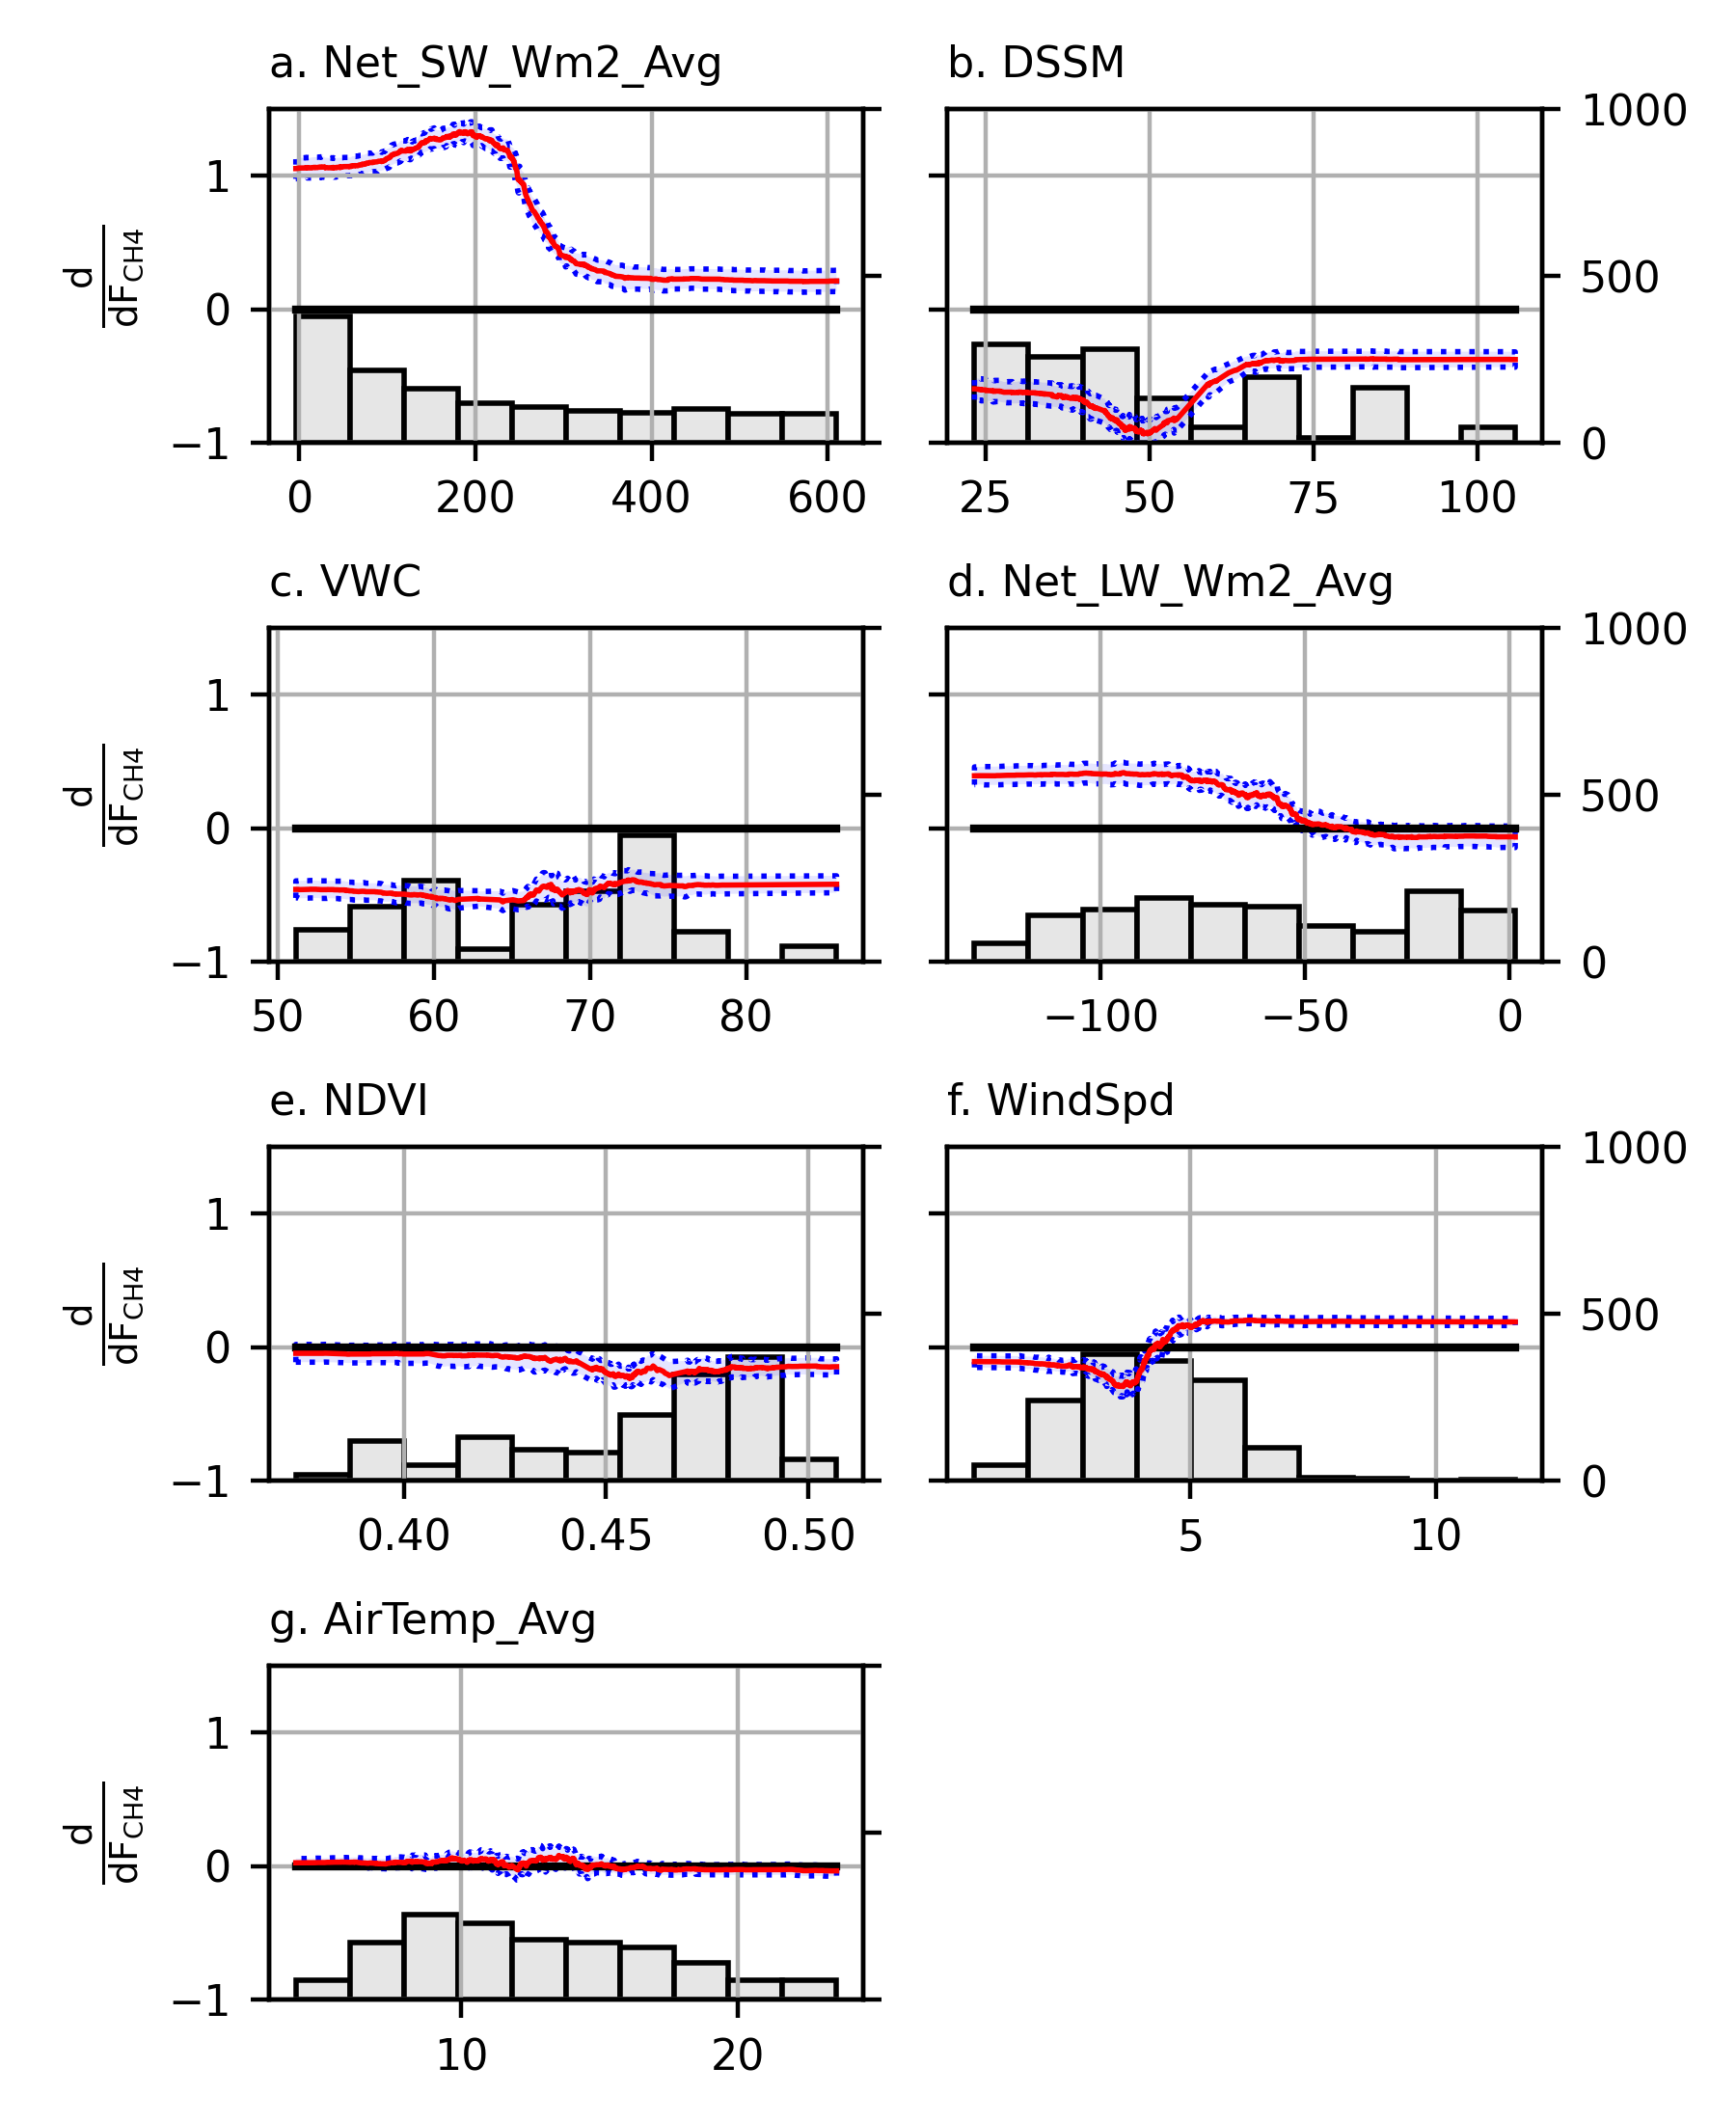 a. Net_SW_Wm2_Avg
b. DSSM
1
0
−1
d
dF_CH4
0 200 400 600
25 50 75 100
1000
500
0
c. VWC
d. Net_LW_Wm2_Avg
1
0
−1
d
dF_CH4
50 60 70 80
−100 −50 0
1000
500
0
e. NDVI
f. WindSpd
1
0
−1
d
dF_CH4
0.40 0.45 0.50
5 10
1000
500
0
g. AirTemp_Avg
1
0
−1
d
dF_CH4
10 20